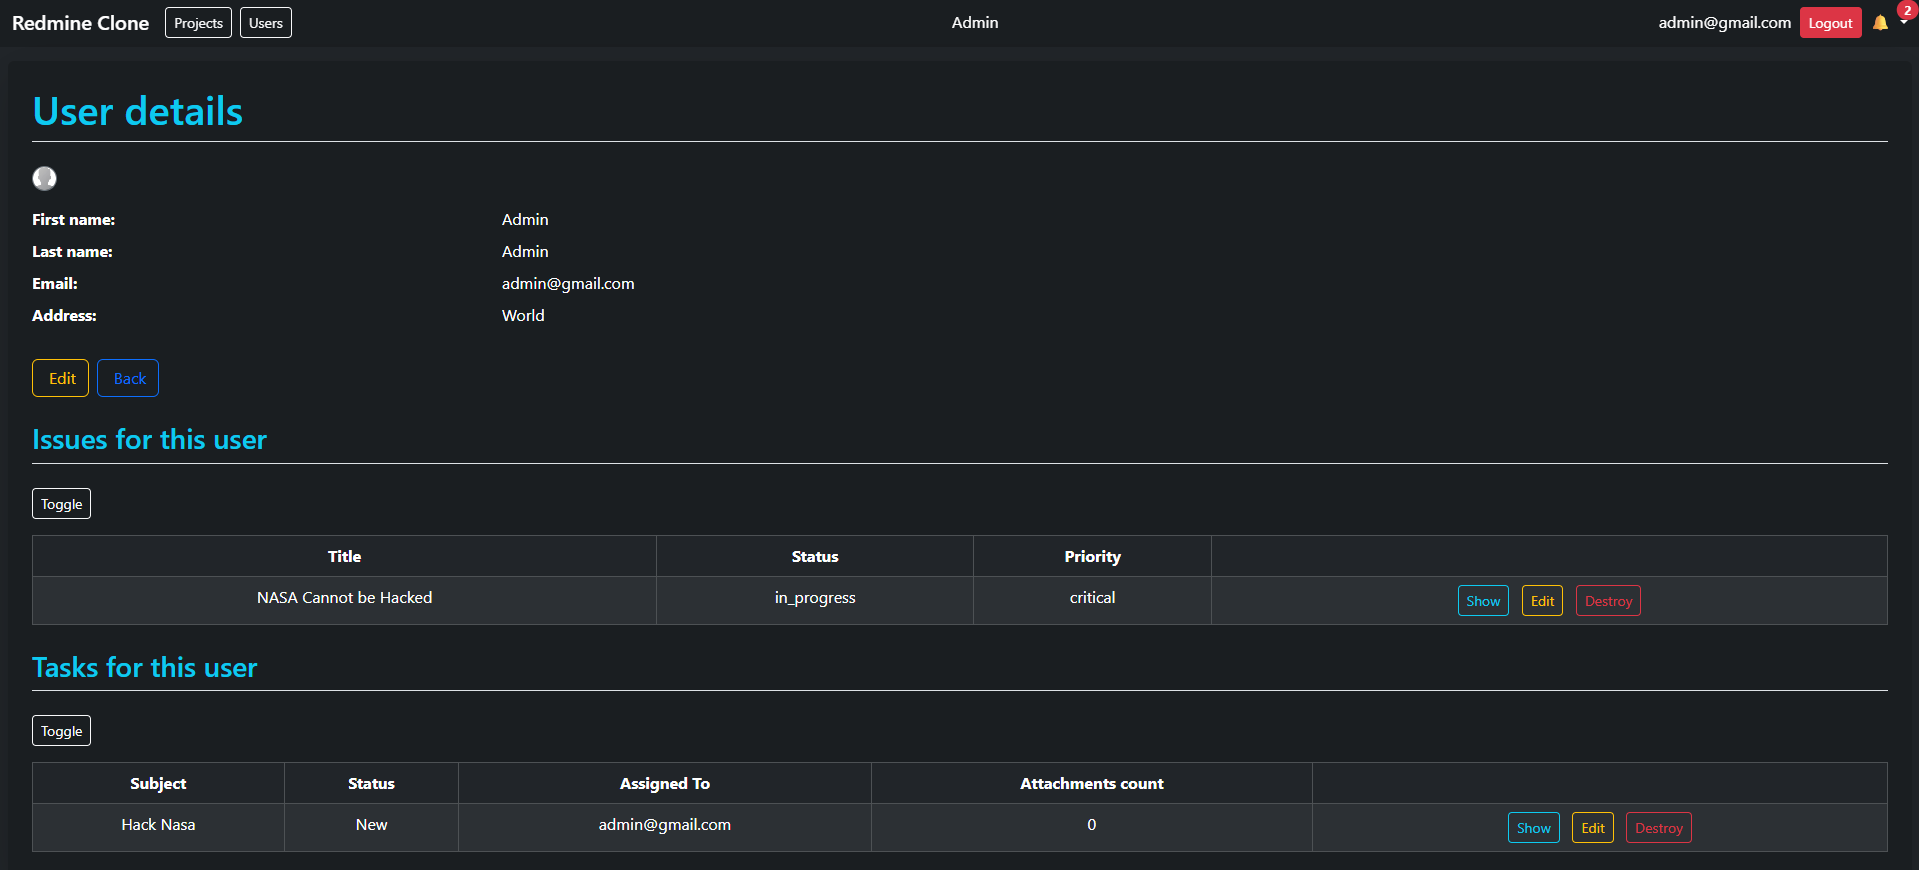 Redmine Clone Projects Users Admin admin@gmail.com Logout 2
User details
First name: Admin
Last name: Admin
Email: admin@gmail.com
Address: World
Edit Back
Issues for this user
Toggle
Title Status Priority
NASA Cannot be Hacked in_progress critical Show Edit Destroy
Tasks for this user
Toggle
Subject Status Assigned To Attachments count
Hack Nasa New admin@gmail.com 0 Show Edit Destroy